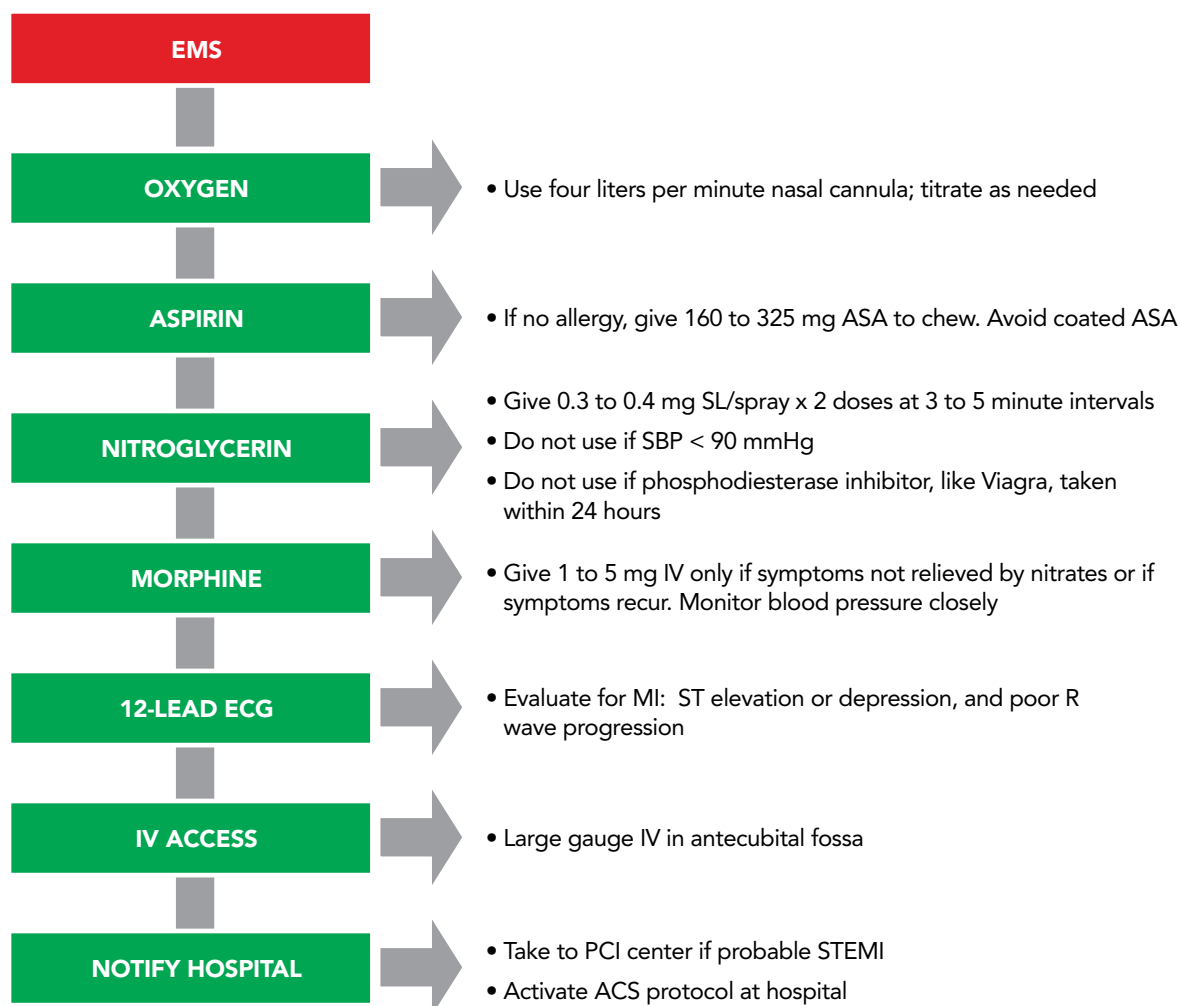 EMS
OXYGEN
• Use four liters per minute nasal cannula; titrate as needed
ASPIRIN
• If no allergy, give 160 to 325 mg ASA to chew. Avoid coated ASA
NITROGLYCERIN
• Give 0.3 to 0.4 mg SL/spray x 2 doses at 3 to 5 minute intervals
• Do not use if SBP < 90 mmHg
• Do not use if phosphodiesterase inhibitor, like Viagra, taken
within 24 hours
MORPHINE
• Give 1 to 5 mg IV only if symptoms not relieved by nitrates or if
symptoms recur. Monitor blood pressure closely
12-LEAD ECG
• Evaluate for MI:  ST elevation or depression, and poor R
wave progression
IV ACCESS
• Large gauge IV in antecubital fossa
NOTIFY HOSPITAL
• Take to PCI center if probable STEMI
• Activate ACS protocol at hospital